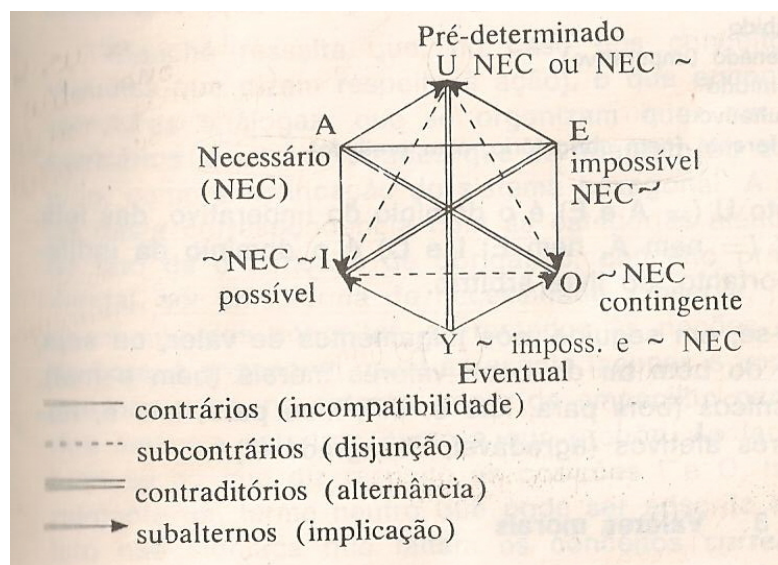 Pré-determinado
U NEC ou NEC ~
A
Necessário
(NEC)
E
impossível
NEC~
~NEC ~I
possível
O ~NEC
contingente
Y ~ imposs. e ~ NEC
Eventual
contrários (incompatibilidade)
subcontrários (disjunção)
contraditórios (alternância)
subalternos (implicação)